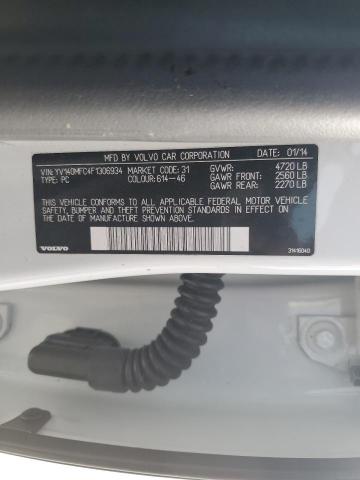 MFD BY VOLVO CAR CORPORATION DATE: 01/14
VIN: YV140MFC4F1306934 MARKET CODE: 31 GVWR: 4720 LB
TYPE: PC COLOUR: 614-46 GAWR FRONT: 2560 LB
GAWR REAR: 2270 LB
THIS VEHICLE CONFORMS TO ALL APPLICABLE FEDERAL MOTOR VEHICLE
SAFETY, BUMPER, AND THEFT PREVENTION STANDARDS IN EFFECT ON THE
DATE OF MANUFACTURE SHOWN ABOVE.
VOLVO
31416040